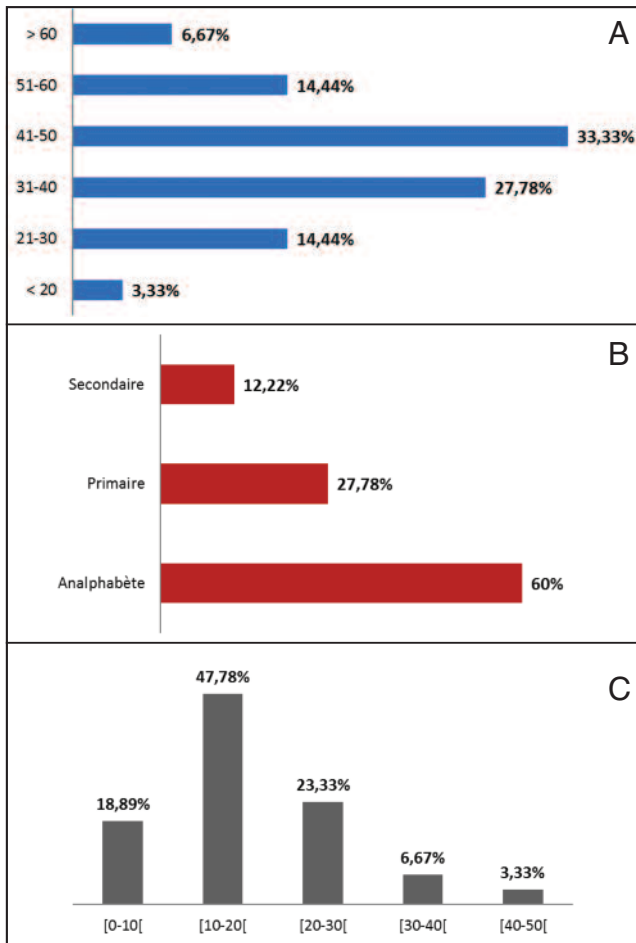 A
> 60 6,67%
51-60 14,44%
41-50 33,33%
31-40 27,78%
21-30 14,44%
< 20 3,33%
B
Secondaire 12,22%
Primaire 27,78%
Analphabète 60%
C
47,78%
23,33%
18,89%
6,67%
3,33%
[0-10[ [10-20[ [20-30[ [30-40[ [40-50[